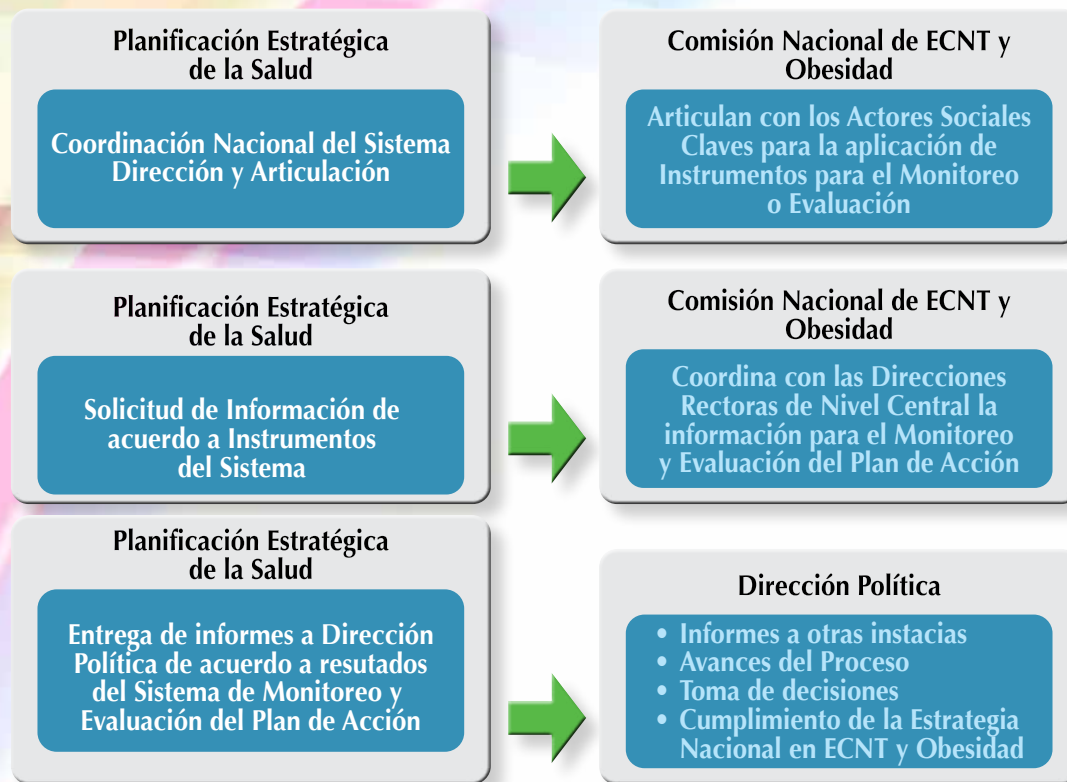 Planificación Estratégica
de la Salud
Coordinación Nacional del Sistema
Dirección y Articulación
Comisión Nacional de ECNT y
Obesidad
Articulan con los Actores Sociales
Claves para la aplicación de
Instrumentos para el Monitoreo
o Evaluación
Planificación Estratégica
de la Salud
Solicitud de Información de
acuerdo a Instrumentos
del Sistema
Comisión Nacional de ECNT y
Obesidad
Coordina con las Direcciones
Rectoras de Nivel Central la
información para el Monitoreo
y Evaluación del Plan de Acción
Planificación Estratégica
de la Salud
Entrega de informes a Dirección
Política de acuerdo a resutados
del Sistema de Monitoreo y
Evaluación del Plan de Acción
Dirección Política
• Informes a otras instacias
• Avances del Proceso
• Toma de decisiones
• Cumplimiento de la Estrategia
Nacional en ECNT y Obesidad